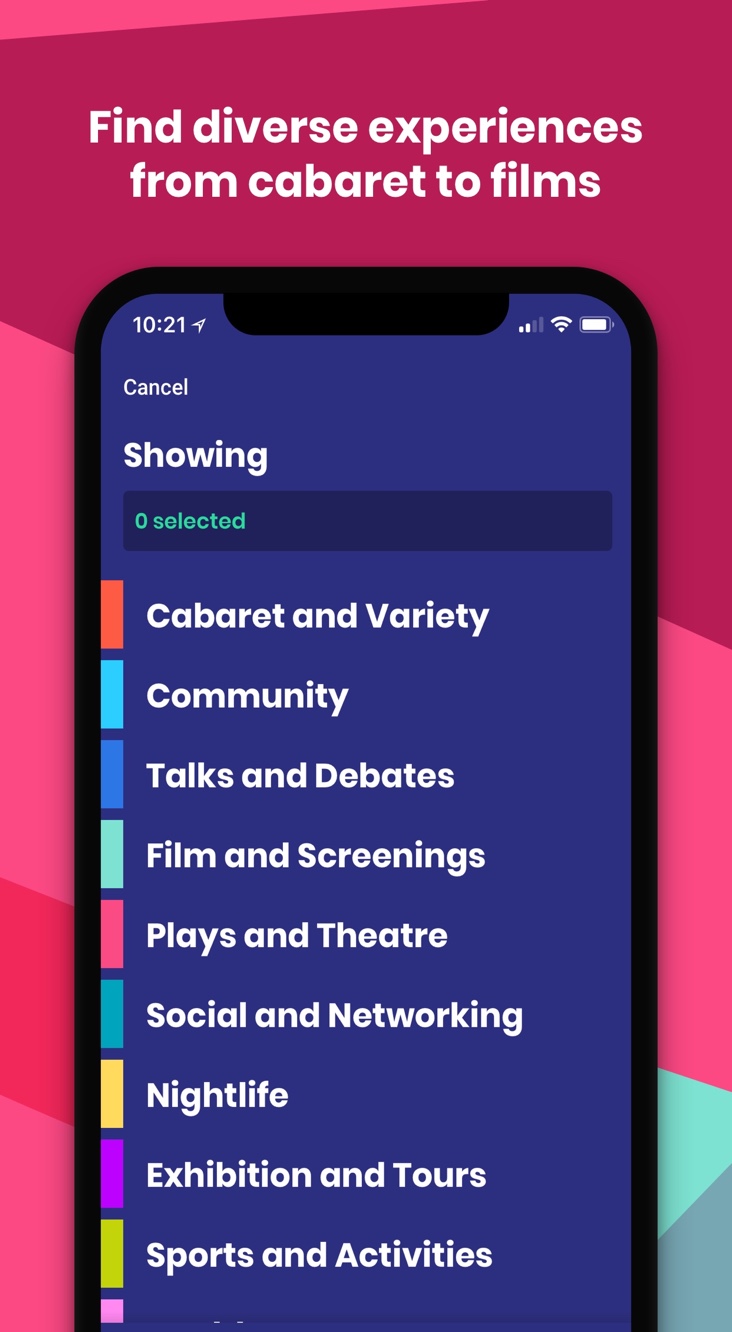 Find diverse experiences
from cabaret to films
10:21
Cancel
Showing
0 selected
Cabaret and Variety
Community
Talks and Debates
Film and Screenings
Plays and Theatre
Social and Networking
Nightlife
Exhibition and Tours
Sports and Activities